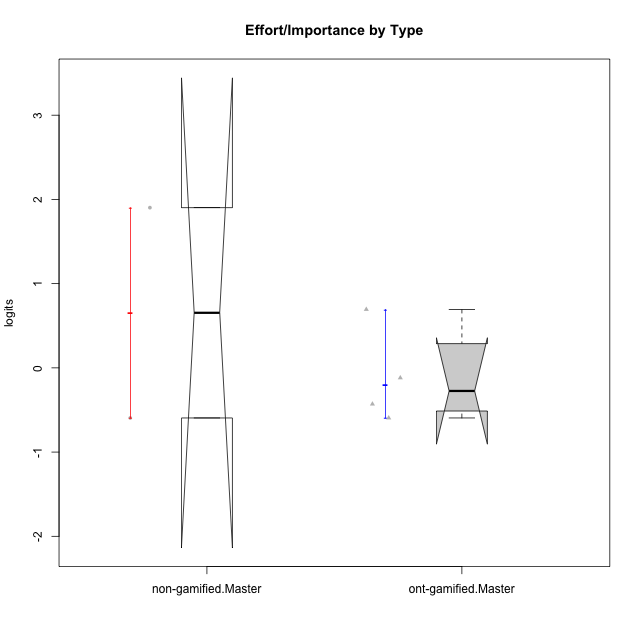 Effort/Importance by Type
logits
3
2
1
0
-1
-2
non-gamified.Master
ont-gamified.Master